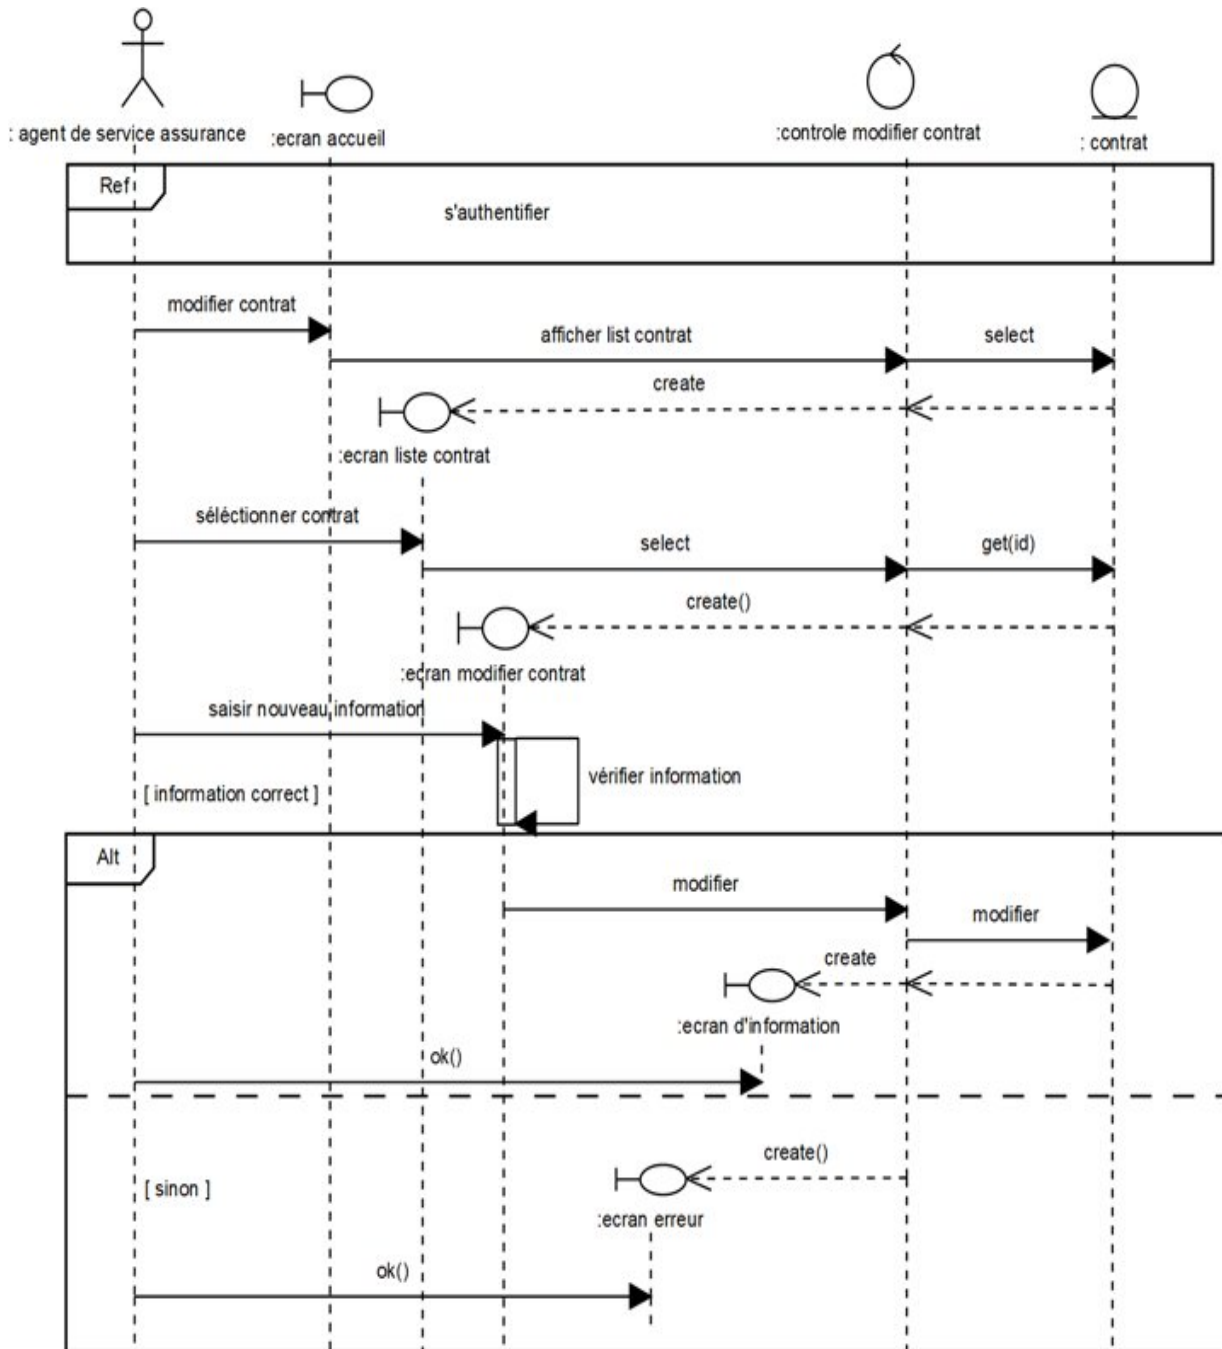 : agent de service assurance
:ecran accueil
:controle modifier contrat
: contrat
Ref
s'authentifier
modifier contrat
afficher list contrat
select
create
:ecran liste contrat
séléctionner contrat
select
get(id)
create()
:ecran modifier contrat
saisir nouveau information
vérifier information
[ information correct ]
Alt
modifier
modifier
create
:ecran d'information
ok()
create()
[ sinon ]
:ecran erreur
ok()